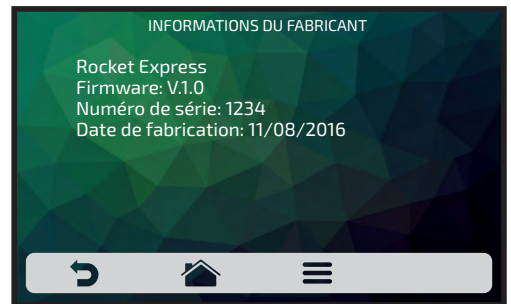 INFORMATIONS DU FABRICANT
Rocket Express
Firmware: V.1.0
Numéro de série: 1234
Date de fabrication: 11/08/2016